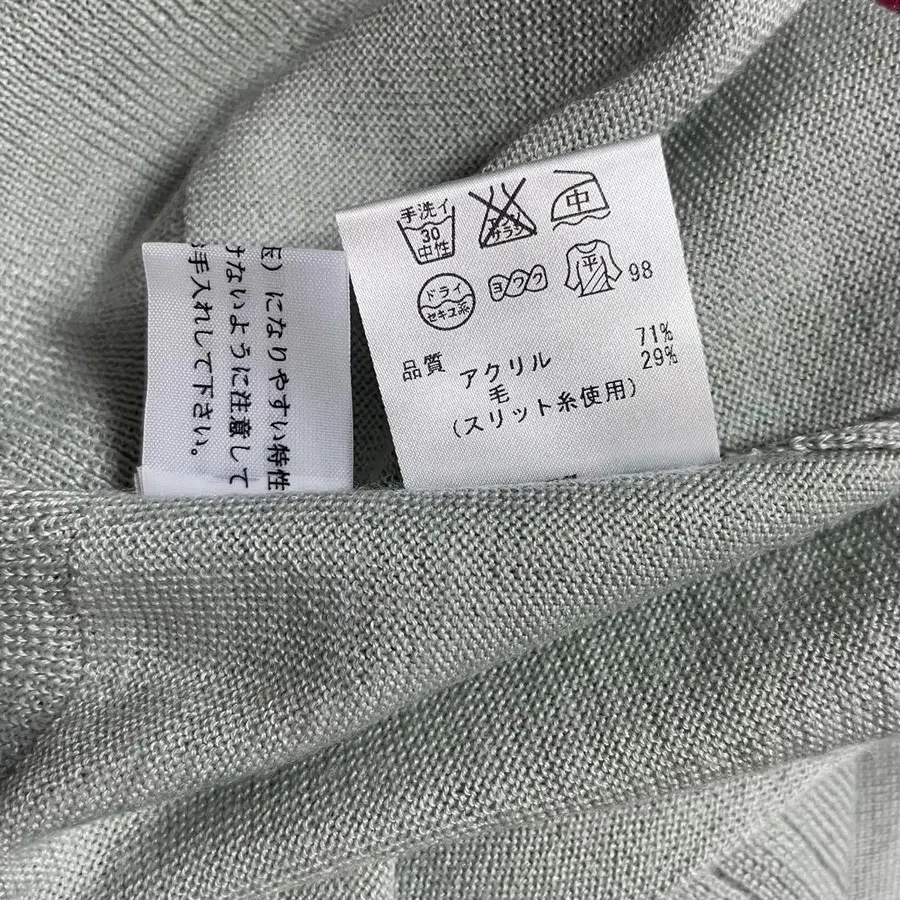 手洗イ
30
中性
エンソ
サラシ
中
ドライ
セキユ系
ヨワク
平
98
品質
アクリル 71%
毛 29%
(スリット糸使用)
になりやすい特性
ないように注意して
手入れして下さい。